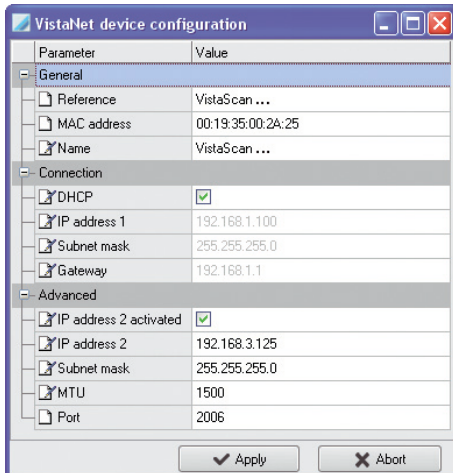 VistaNet device configuration
Parameter Value
General
Reference VistaScan ...
MAC address 00:19:35:00:2A:25
Name VistaScan ...
Connection
DHCP
IP address 1 192.168.1.100
Subnet mask 255.255.255.0
Gateway 192.168.1.1
Advanced
IP address 2 activated
IP address 2 192.168.3.125
Subnet mask 255.255.255.0
MTU 1500
Port 2006
Apply Abort